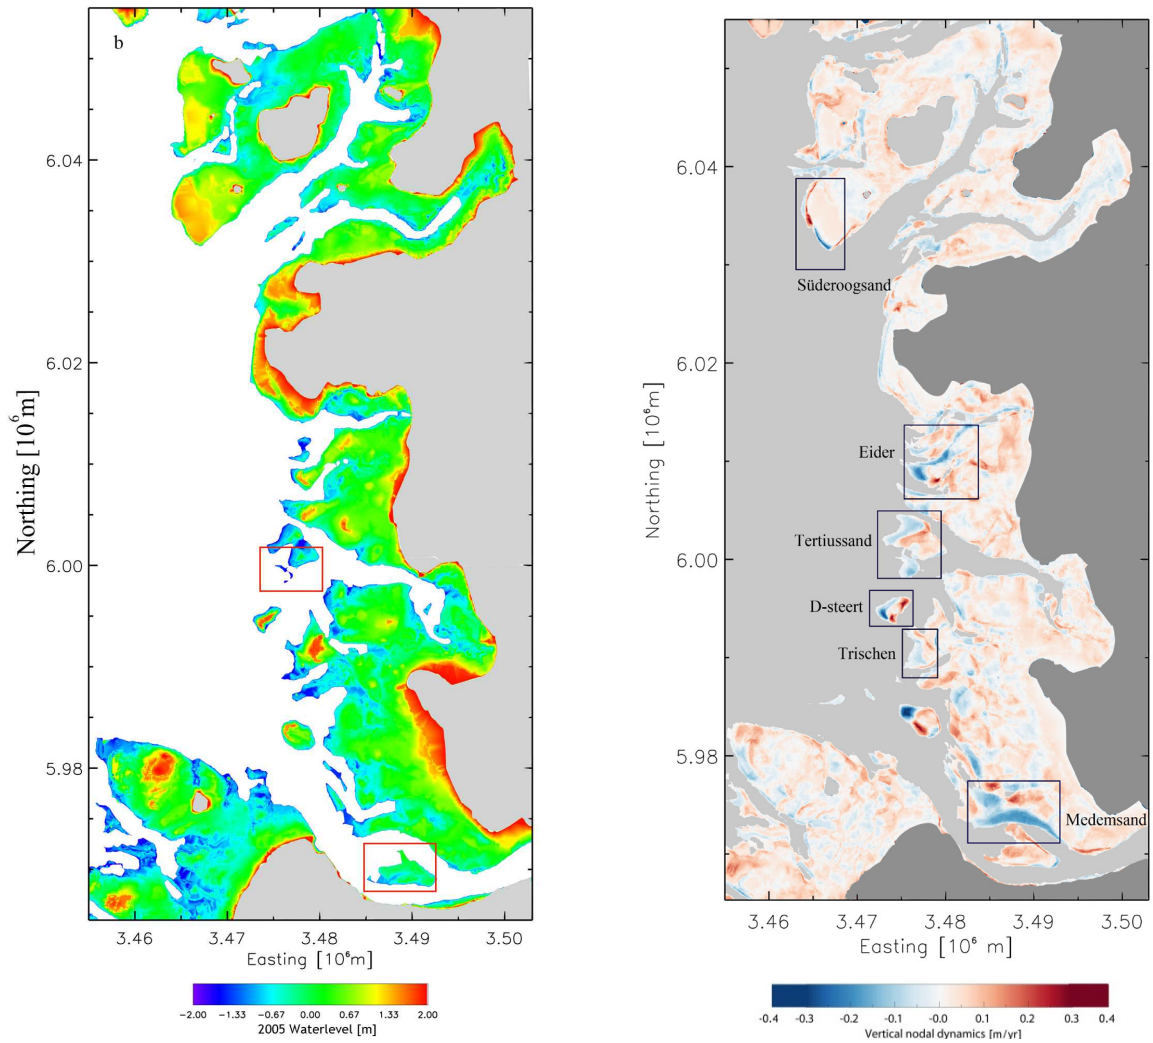 b
6.04
6.02
6.00
5.98
Northing [10⁶m]
3.46 3.47 3.48 3.49 3.50
Easting [10⁶m]
−2.00 −1.33 −0.67 0.00 0.67 1.33 2.00
2005 Waterlevel [m]
6.04
6.02
6.00
5.98
Northing [10⁶m]
Süderoogsand
Eider
Tertiussand
D-steert
Trischen
Medemsand
3.46 3.47 3.48 3.49 3.50
Easting [10⁶ m]
-0.4 -0.3 -0.2 -0.1 -0.0 0.1 0.2 0.3 0.4
Vertical nodal dynamics [m/yr]